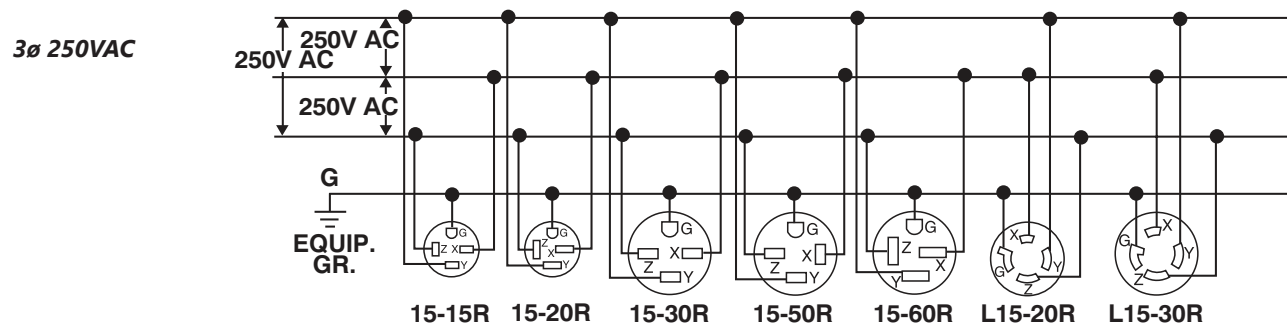 3ø 250VAC
250V AC
250V AC
250V AC
G
EQUIP.
GR.
G
Z X
Y
G
Z
X
Y
G
X
Z
Y
G
X
Z
Y
G
Z
X
Y
X
G
Y
Z
X
G
Y
Z
15-15R 15-20R 15-30R 15-50R 15-60R L15-20R L15-30R